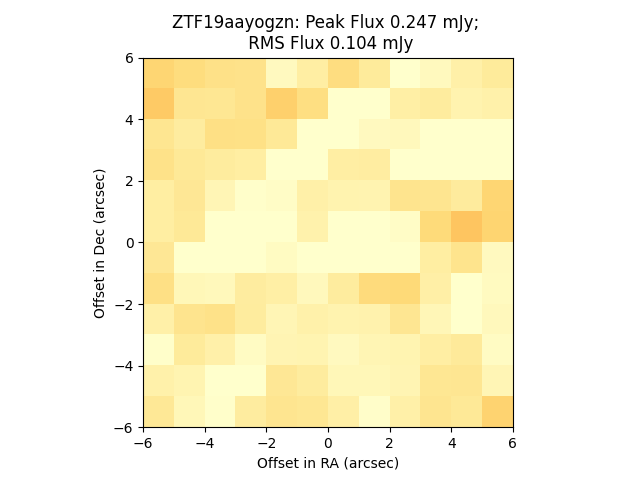 ZTF19aayogzn: Peak Flux 0.247 mJy;
RMS Flux 0.104 mJy
6
4
2
0
−2
−4
−6
Offset in Dec (arcsec)
−6 −4 −2 0 2 4 6
Offset in RA (arcsec)